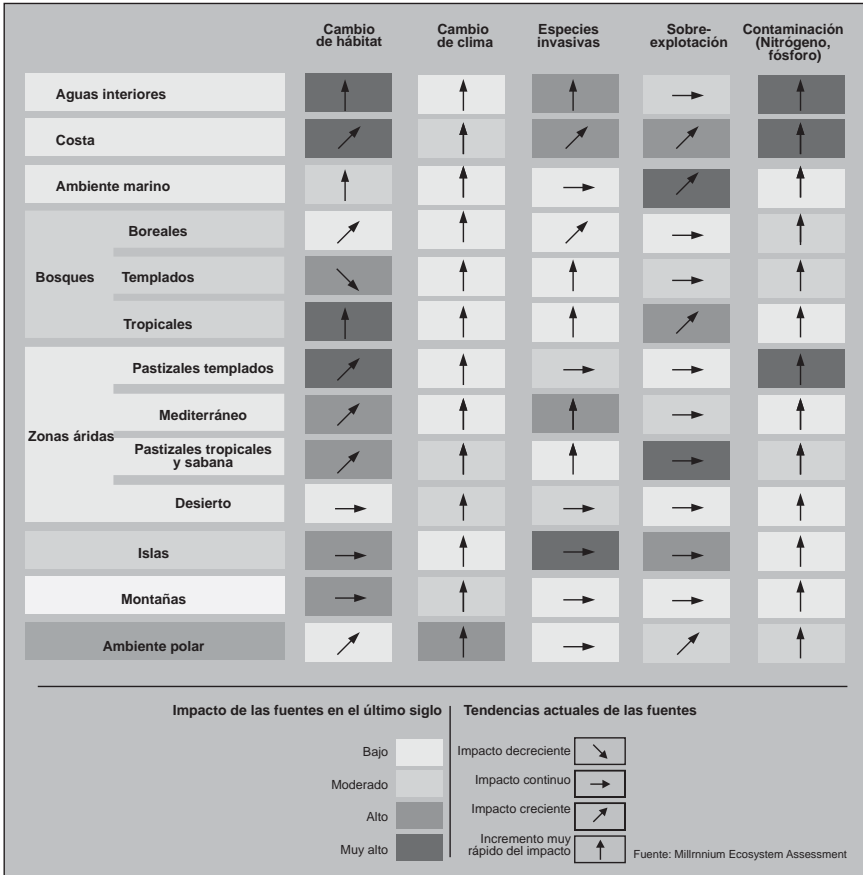 Cambio
de hábitat
Cambio
de clima
Especies
invasivas
Sobre-
explotación
Contaminación
(Nitrógeno,
fósforo)
Aguas interiores
Costa
Ambiente marino
Bosques
Boreales
Templados
Tropicales
Zonas áridas
Pastizales templados
Mediterráneo
Pastizales tropicales
y sabana
Desierto
Islas
Montañas
Ambiente polar
Impacto de las fuentes en el último siglo
Bajo
Moderado
Alto
Muy alto
Tendencias actuales de las fuentes
Impacto decreciente
Impacto continuo
Impacto creciente
Incremento muy
rápido del impacto
Fuente: Millrnnium Ecosystem Assessment